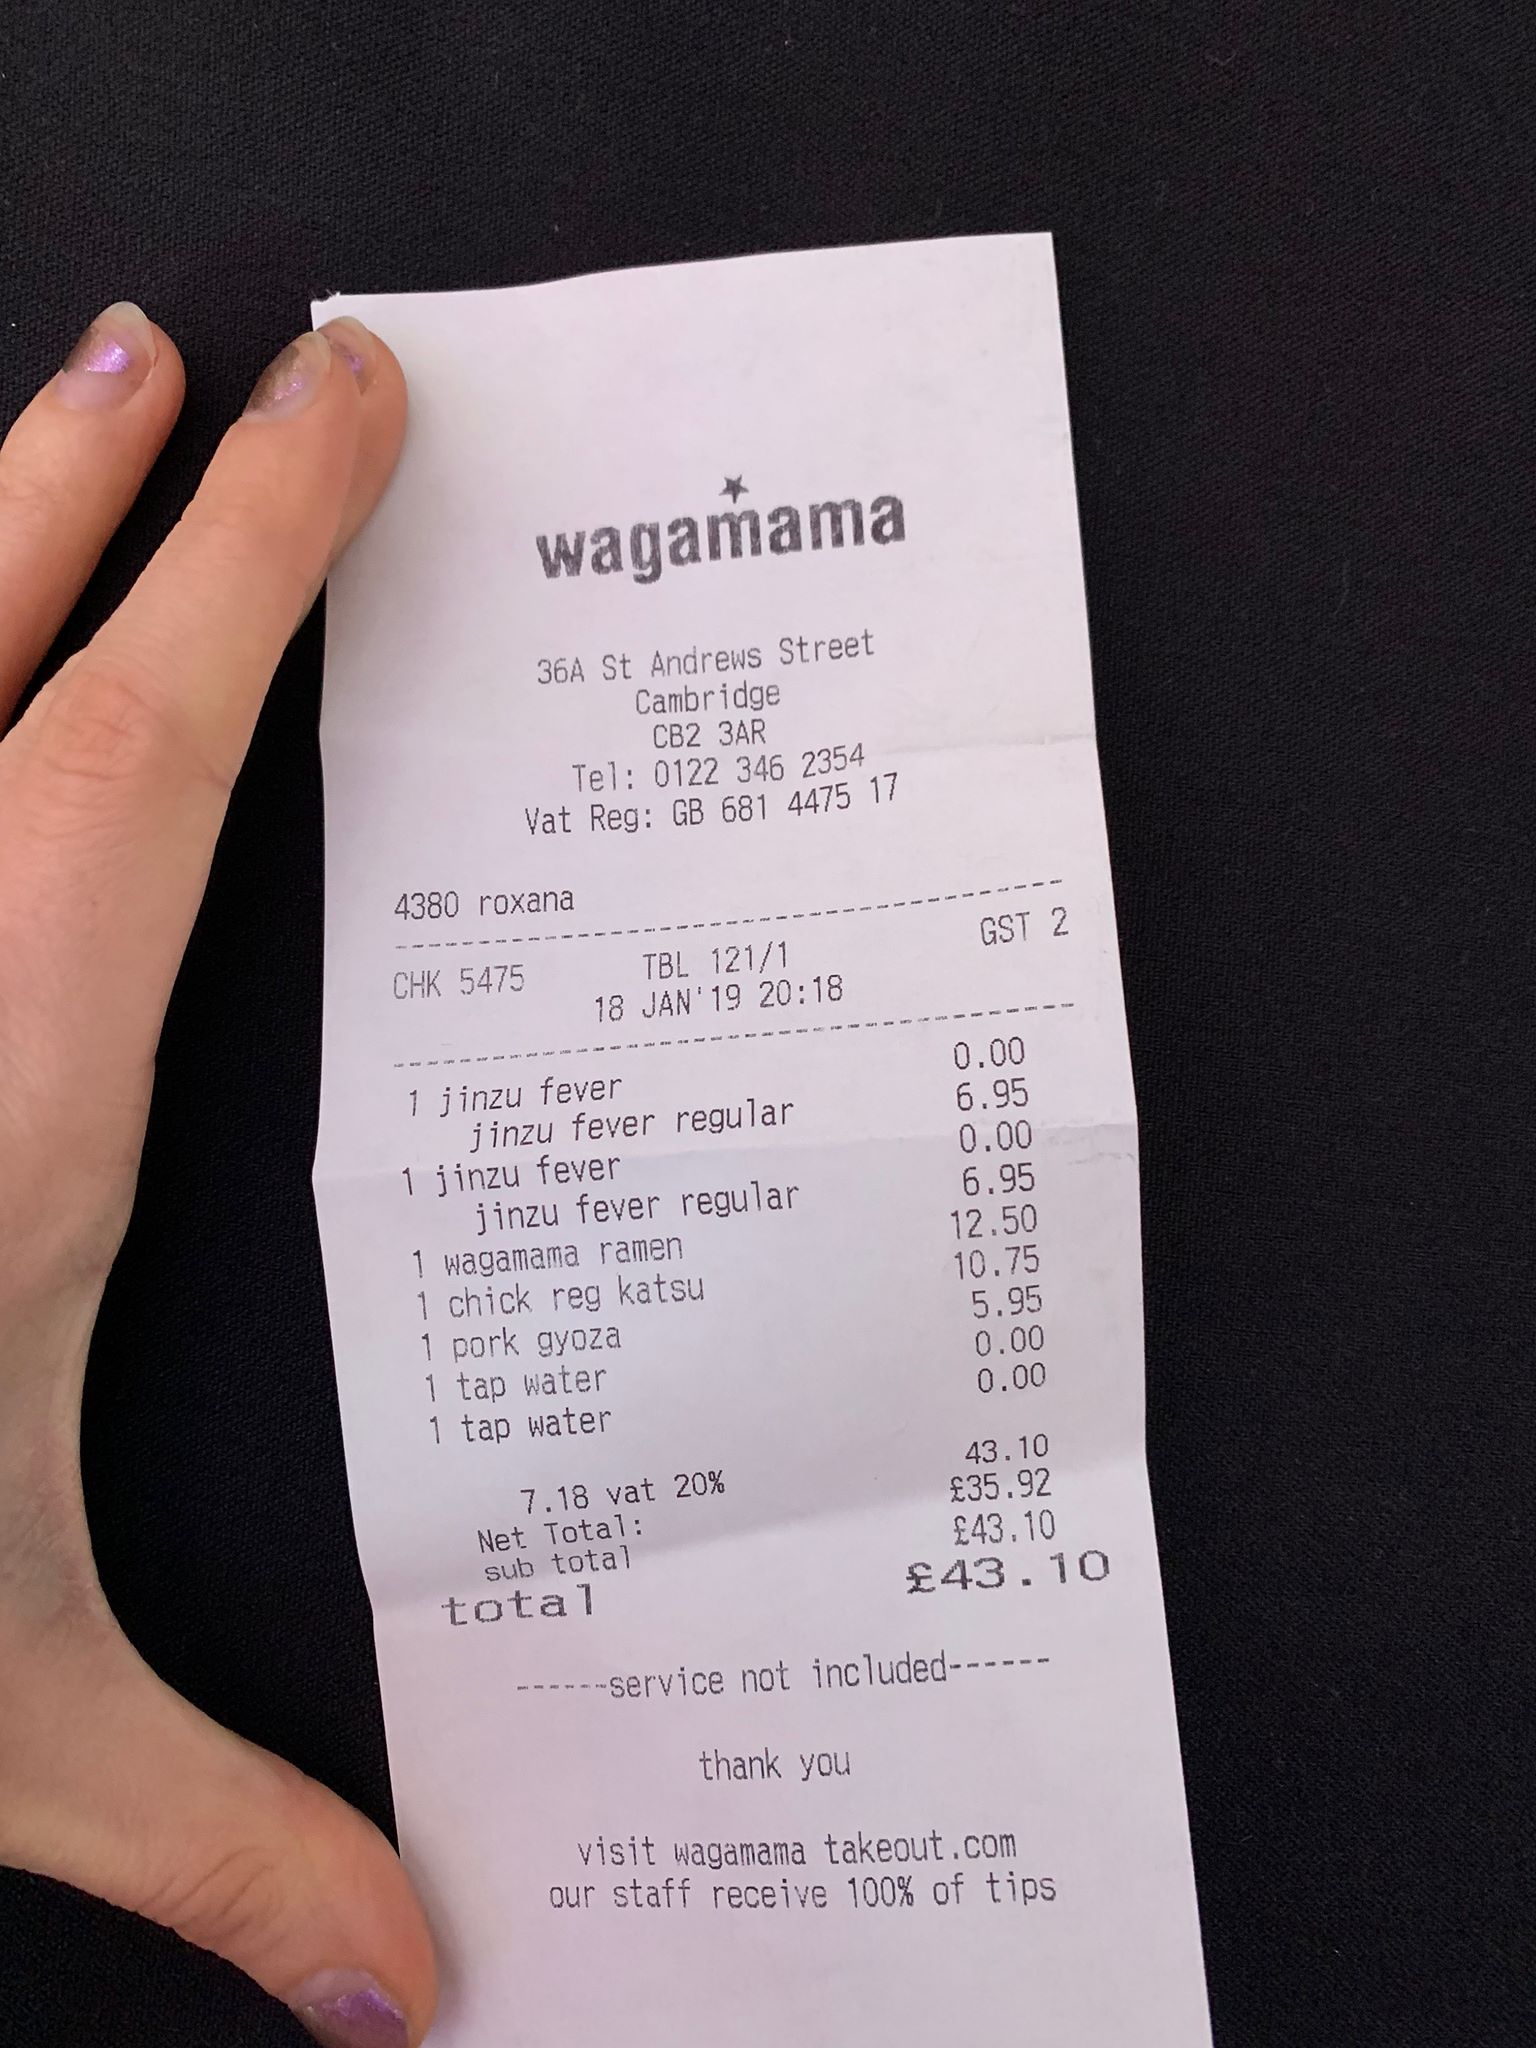 wagamama
36A St Andrews Street
Cambridge
CB2 3AR
Tel: 0122 346 2354
Vat Reg: GB 681 4475 17
4380 roxana
CHK 5475 TBL 121/1 GST 2
18 JAN'19 20:18
1 jinzu fever 0.00
jinzu fever regular 6.95
1 jinzu fever 0.00
jinzu fever regular 6.95
1 wagamama ramen 12.50
1 chick reg katsu 10.75
1 pork gyoza 5.95
1 tap water 0.00
1 tap water 0.00
7.18 vat 20% 43.10
Net Total: £35.92
sub total £43.10
total £43.10
------service not included------
thank you
visit wagamama takeout.com
our staff receive 100% of tips